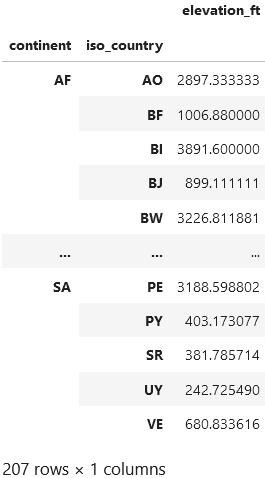 elevation_ft
continent iso_country
AF AO 2897.333333
BF 1006.880000
BI 3891.600000
BJ 899.111111
BW 3226.811881
... ... ...
SA PE 3188.598802
PY 403.173077
SR 381.785714
UY 242.725490
VE 680.833616
207 rows × 1 columns